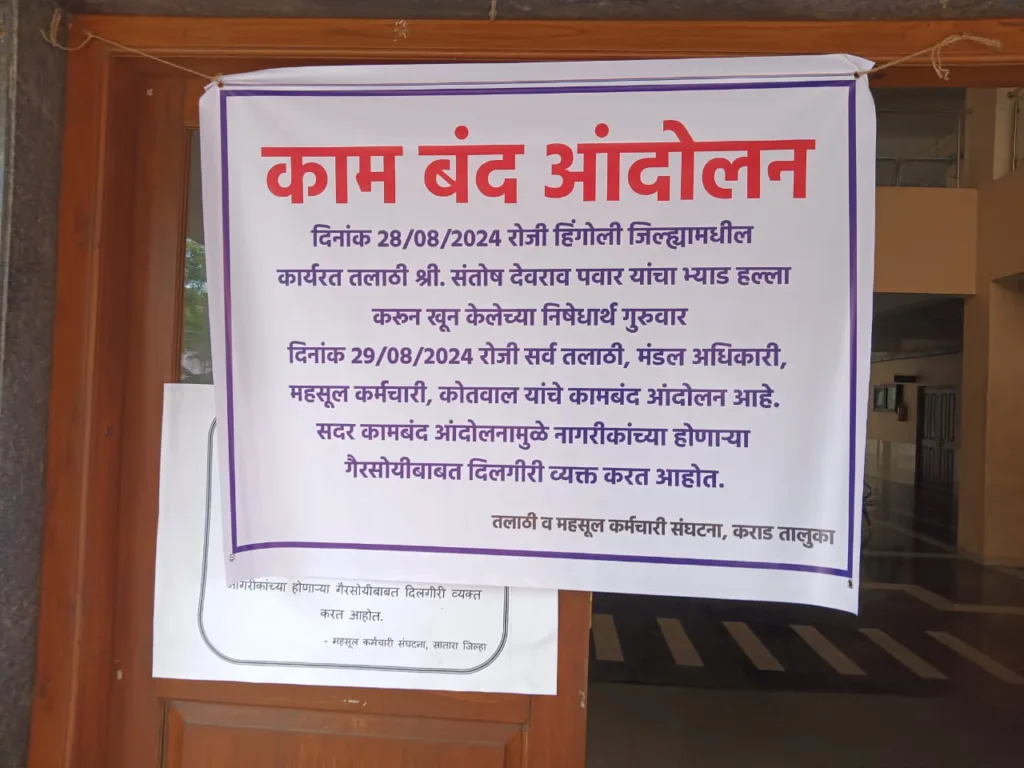 काम बंद आंदोलन
दिनांक 28/08/2024 रोजी हिंगोली जिल्ह्यामधील
कार्यरत तलाठी श्री. संतोष देवराव पवार यांचा भ्याड हल्ला
करून खून केलेच्या निषेधार्थ गुरुवार
दिनांक 29/08/2024 रोजी सर्व तलाठी, मंडल अधिकारी,
महसूल कर्मचारी, कोतवाल यांचे कामबंद आंदोलन आहे.
सदर कामबंद आंदोलनामुळे नागरीकांच्या होणाऱ्या
गैरसोयीबाबत दिलगीरी व्यक्त करत आहोत.
तलाठी व महसूल कर्मचारी संघटना, कराड तालुका
नागरीकांच्या होणाऱ्या गैरसोयीबाबत दिलगीरी व्यक्त
करत आहोत.
- महसूल कर्मचारी संघटना, सातारा जिल्हा